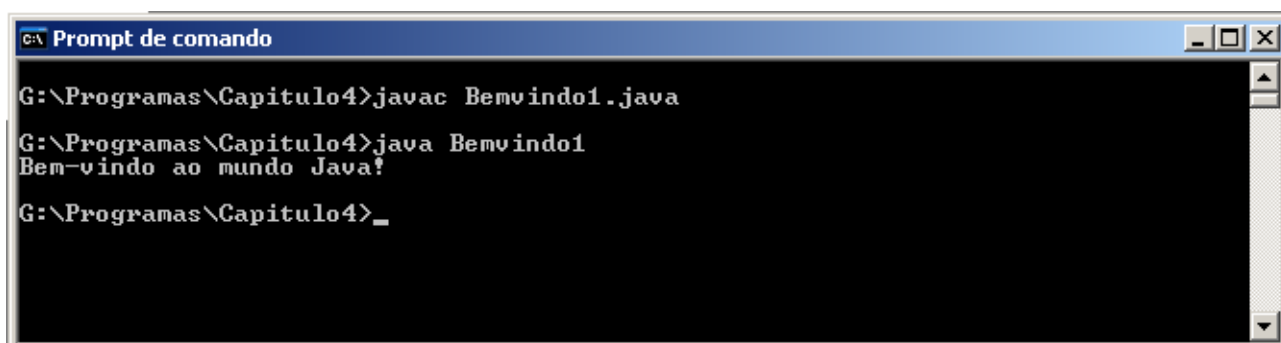 Prompt de comando
G:\Programas\Capitulo4>javac Bemvindo1.java
G:\Programas\Capitulo4>java Bemvindo1
Bem-vindo ao mundo Java!
G:\Programas\Capitulo4>_